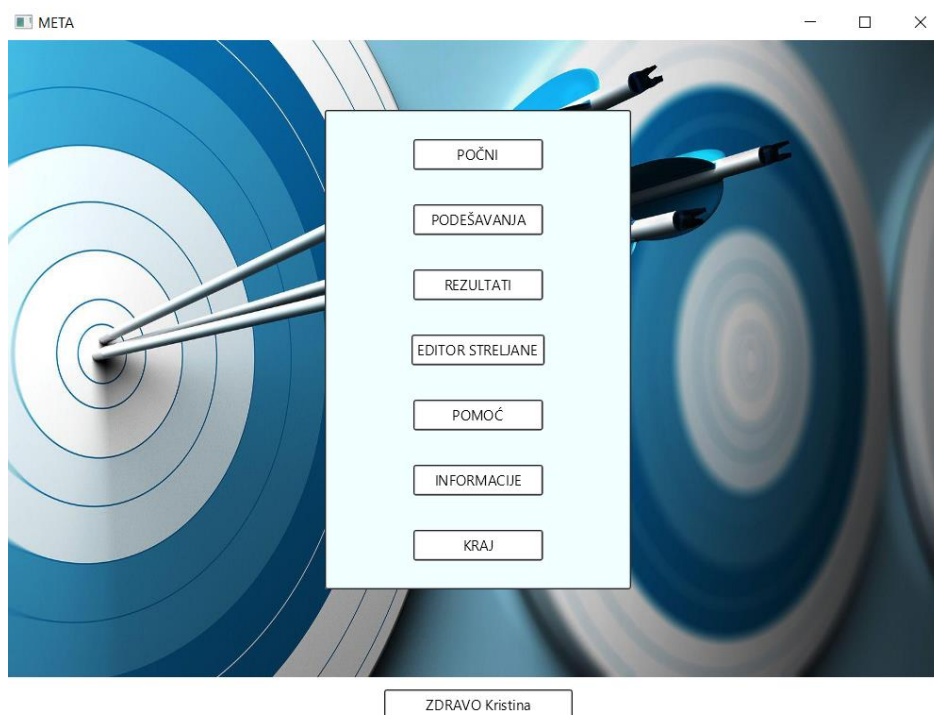 META
POČNI
PODEŠAVANJA
REZULTATI
EDITOR STRELJANE
POMOĆ
INFORMACIJE
KRAJ
ZDRAVO Kristina